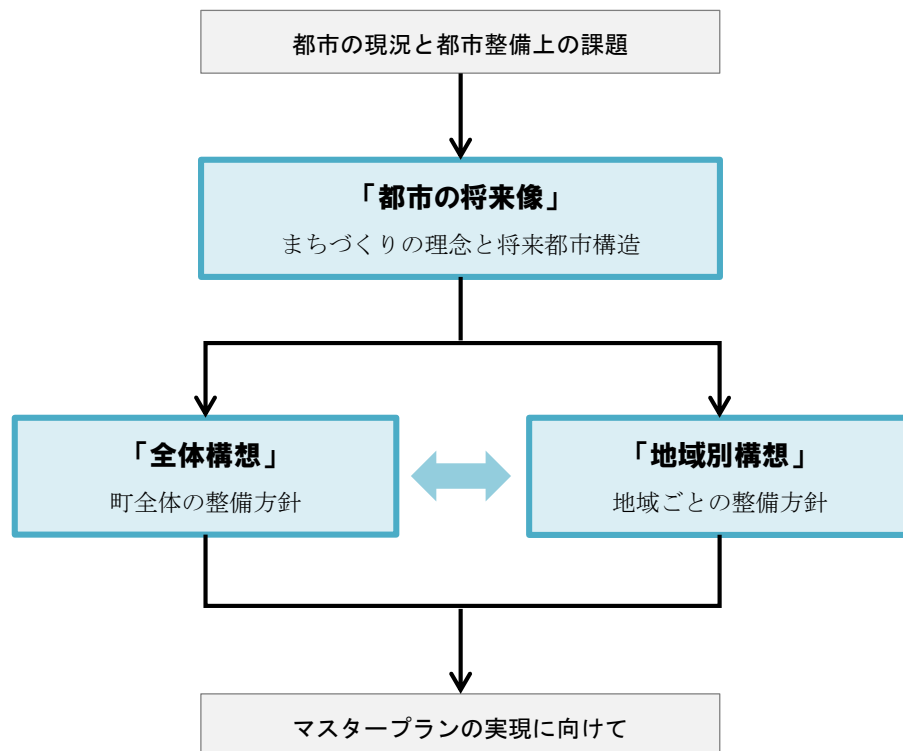 都市の現況と都市整備上の課題
「都市の将来像」
まちづくりの理念と将来都市構造
「全体構想」
町全体の整備方針
「地域別構想」
地域ごとの整備方針
マスタープランの実現に向けて